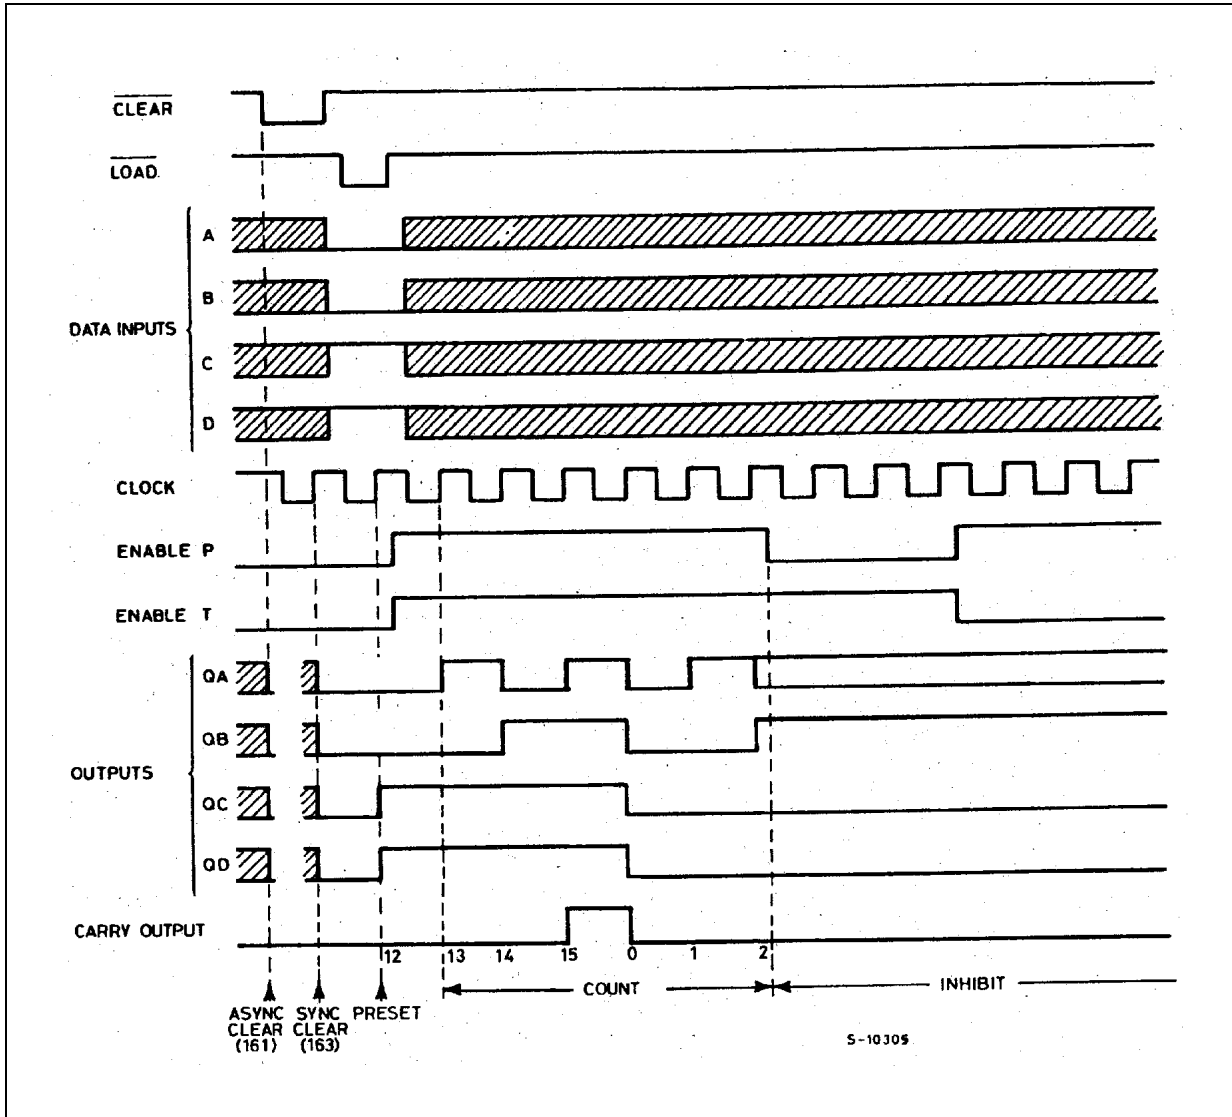 CLEAR
LOAD
A
B
DATA INPUTS
C
D
CLOCK
ENABLE P
ENABLE T
QA
QB
OUTPUTS
QC
QD
CARRY OUTPUT
12 13 14 15 0 1 2
COUNT INHIBIT
ASYNC CLEAR (161)
SYNC CLEAR (163)
PRESET
S-10305